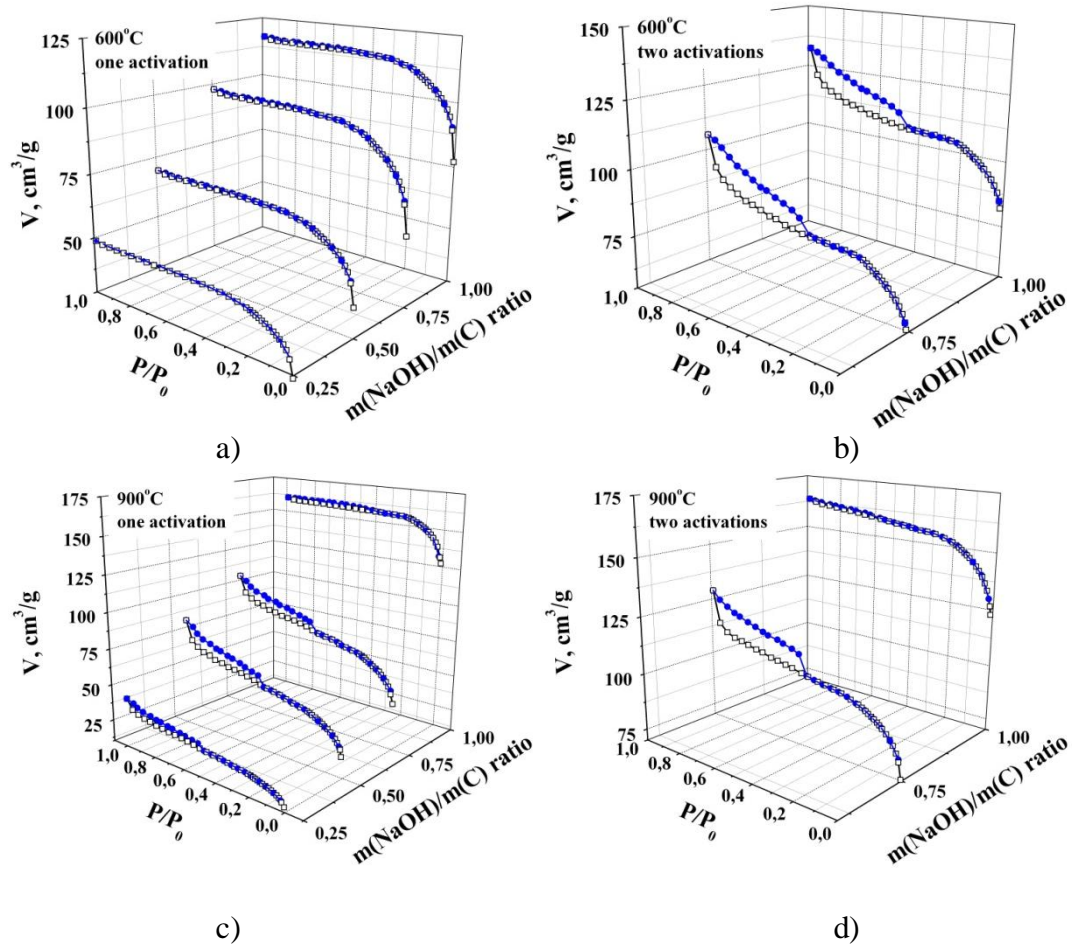 600°C
one activation
V, cm³/g
125
100
75
50
1,0
0,8
0,6
0,4
0,2
0,0
P/P₀
0,25
0,50
0,75
1,00
m(NaOH)/m(C) ratio
a)
600°C
two activations
V, cm³/g
150
125
100
75
1,0
0,8
0,6
0,4
0,2
0,0
P/P₀
0,75
1,00
m(NaOH)/m(C) ratio
b)
900°C
one activation
V, cm³/g
175
150
125
100
75
50
25
1,0
0,8
0,6
0,4
0,2
0,0
P/P₀
0,25
0,50
0,75
1,00
m(NaOH)/m(C) ratio
c)
900°C
two activations
V, cm³/g
175
150
125
100
75
1,0
0,8
0,6
0,4
0,2
0,0
P/P₀
0,75
1,00
m(NaOH)/m(C) ratio
d)